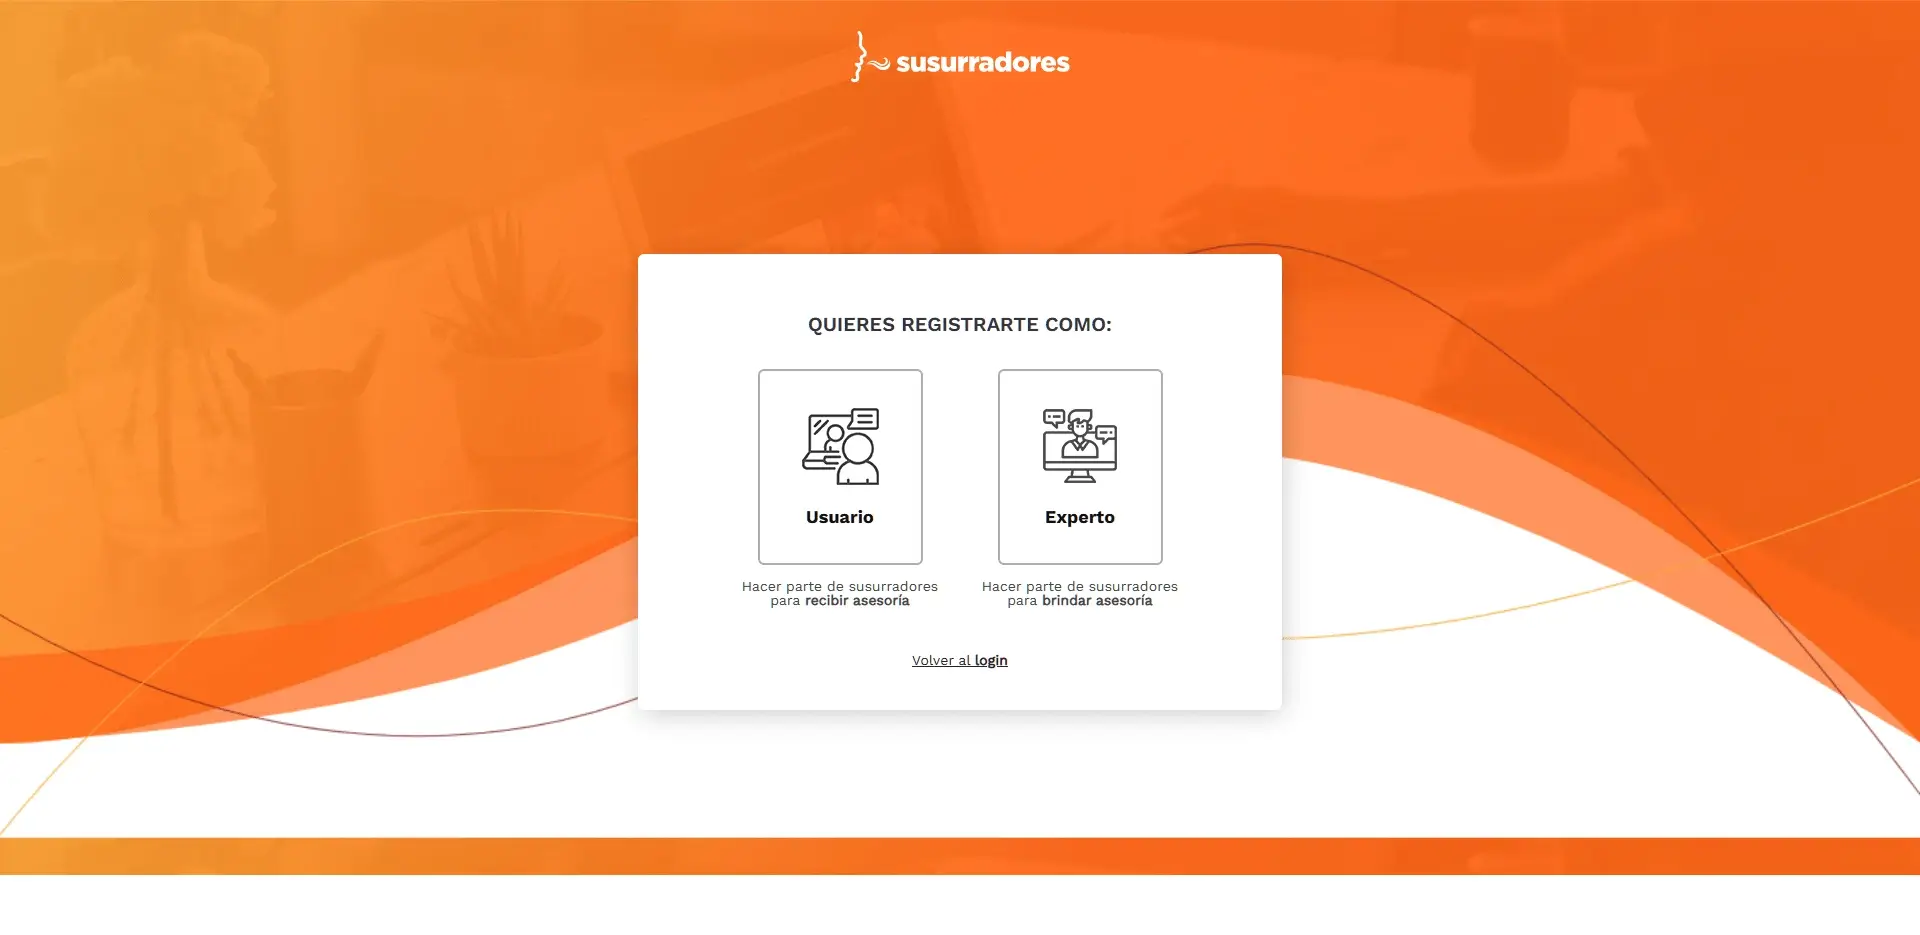 susurradores
QUIERES REGISTRARTE COMO:
Usuario
Experto
Hacer parte de susurradores
para recibir asesoría
Hacer parte de susurradores
para brindar asesoría
Volver al login